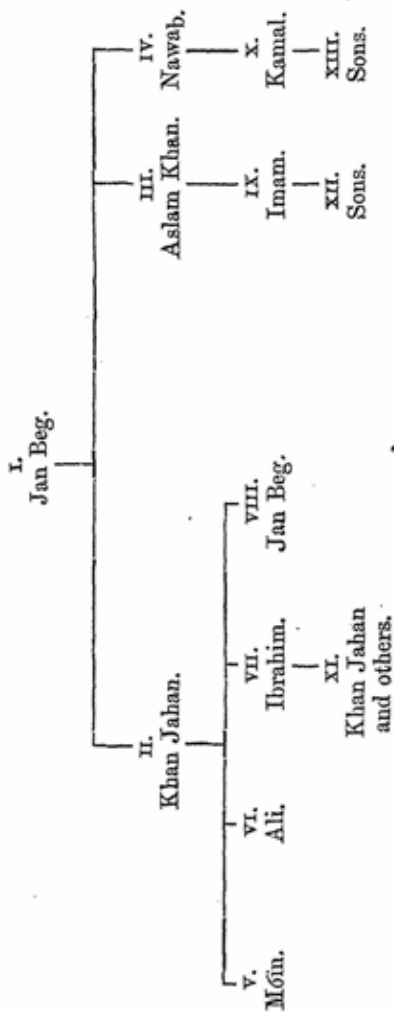 I.
Jan Beg.
II.
Khan Jahan.
III.
Aslam Khan.
IV.
Nawab.
V.
Móin.
VI.
Ali.
VII.
Ibrahim.
VIII.
Jan Beg.
IX.
Imam.
X.
Kamal.
XI.
Khan Jahan
and others.
XII.
Sons.
XIII.
Sons.